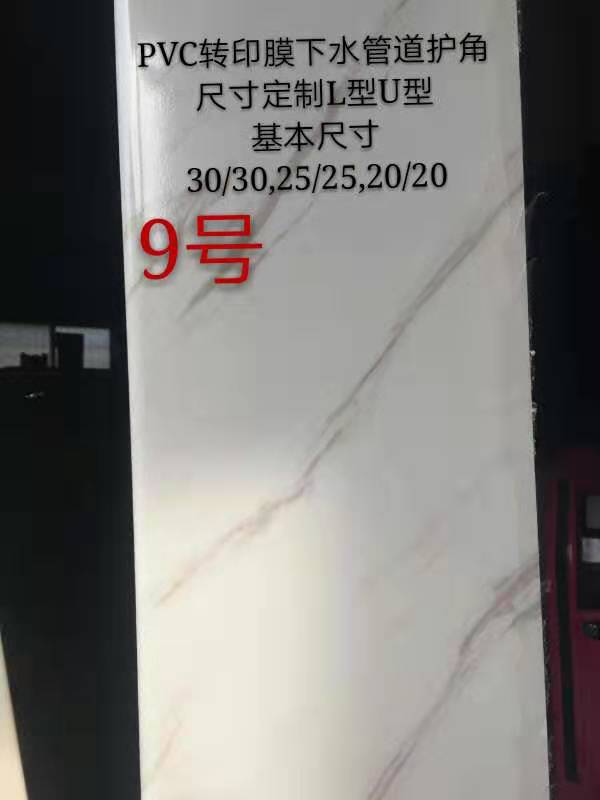 PVC转印膜下水管道护角
尺寸定制L型U型
基本尺寸
30/30,25/25,20/20
9号